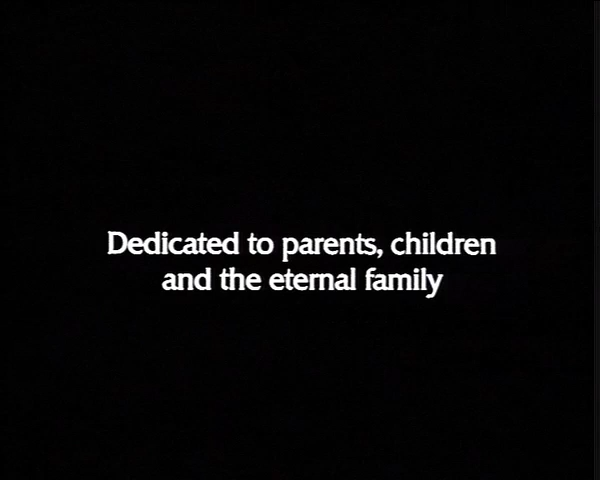 Dedicated to parents, children
and the eternal family